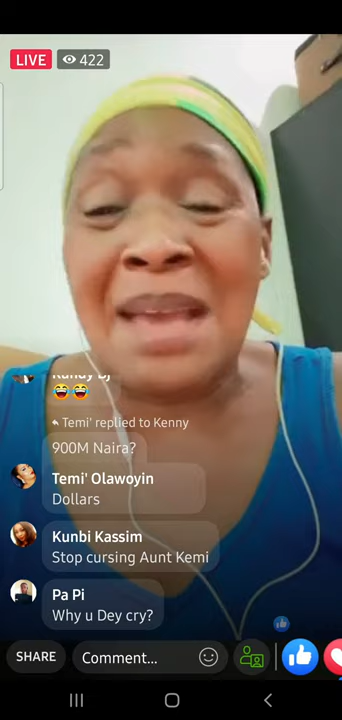 LIVE
422
😂😂
Temi' replied to Kenny
900M Naira?
Temi' Olawoyin
Dollars
Kunbi Kassim
Stop cursing Aunt Kemi
Pa Pi
Why u Dey cry?
SHARE
Comment...